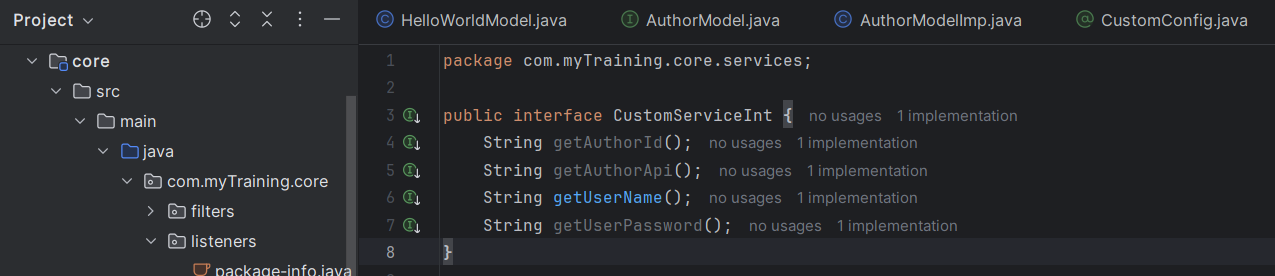 Project
core
src
main
java
com.myTraining.core
filters
listeners
package-info.java
HelloWorldModel.java AuthorModel.java AuthorModelImp.java CustomConfig.java
1 package com.myTraining.core.services;
2
3 public interface CustomServiceInt { no usages 1 implementation
4 String getAuthorId(); no usages 1 implementation
5 String getAuthorApi(); no usages 1 implementation
6 String getUserName(); no usages 1 implementation
7 String getUserPassword(); no usages 1 implementation
8 }